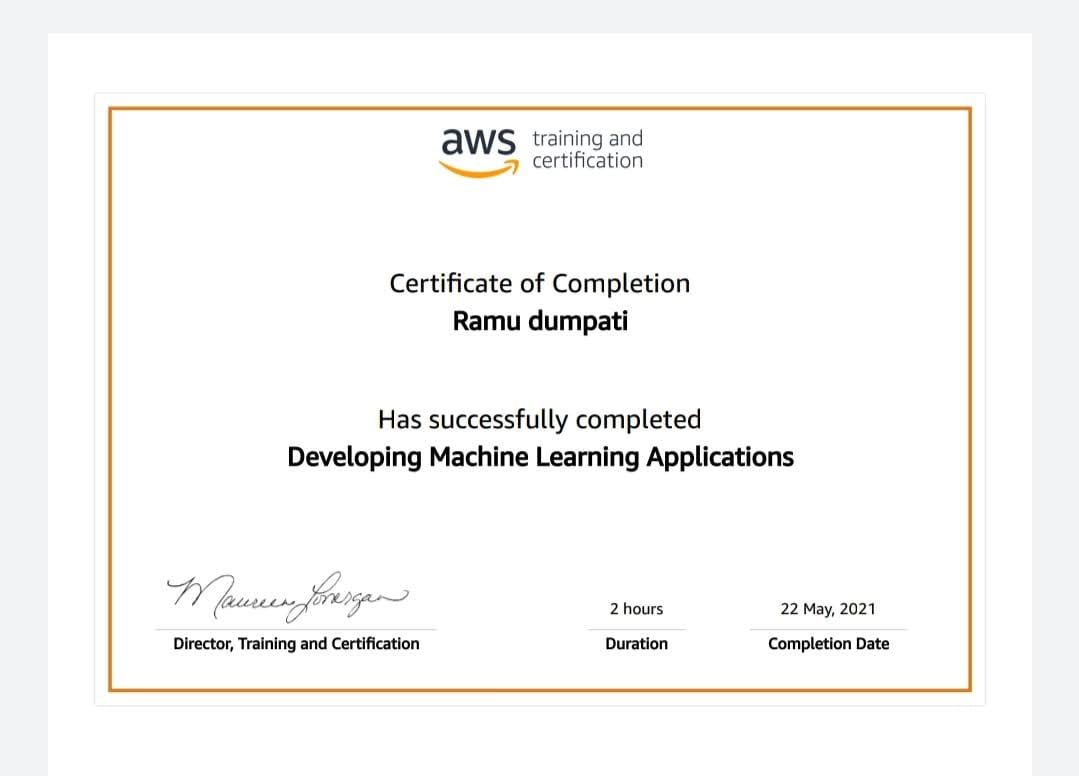 aws training and
certification
Certificate of Completion
Ramu dumpati
Has successfully completed
Developing Machine Learning Applications
Maureen Lonergan
2 hours
22 May, 2021
Director, Training and Certification
Duration
Completion Date